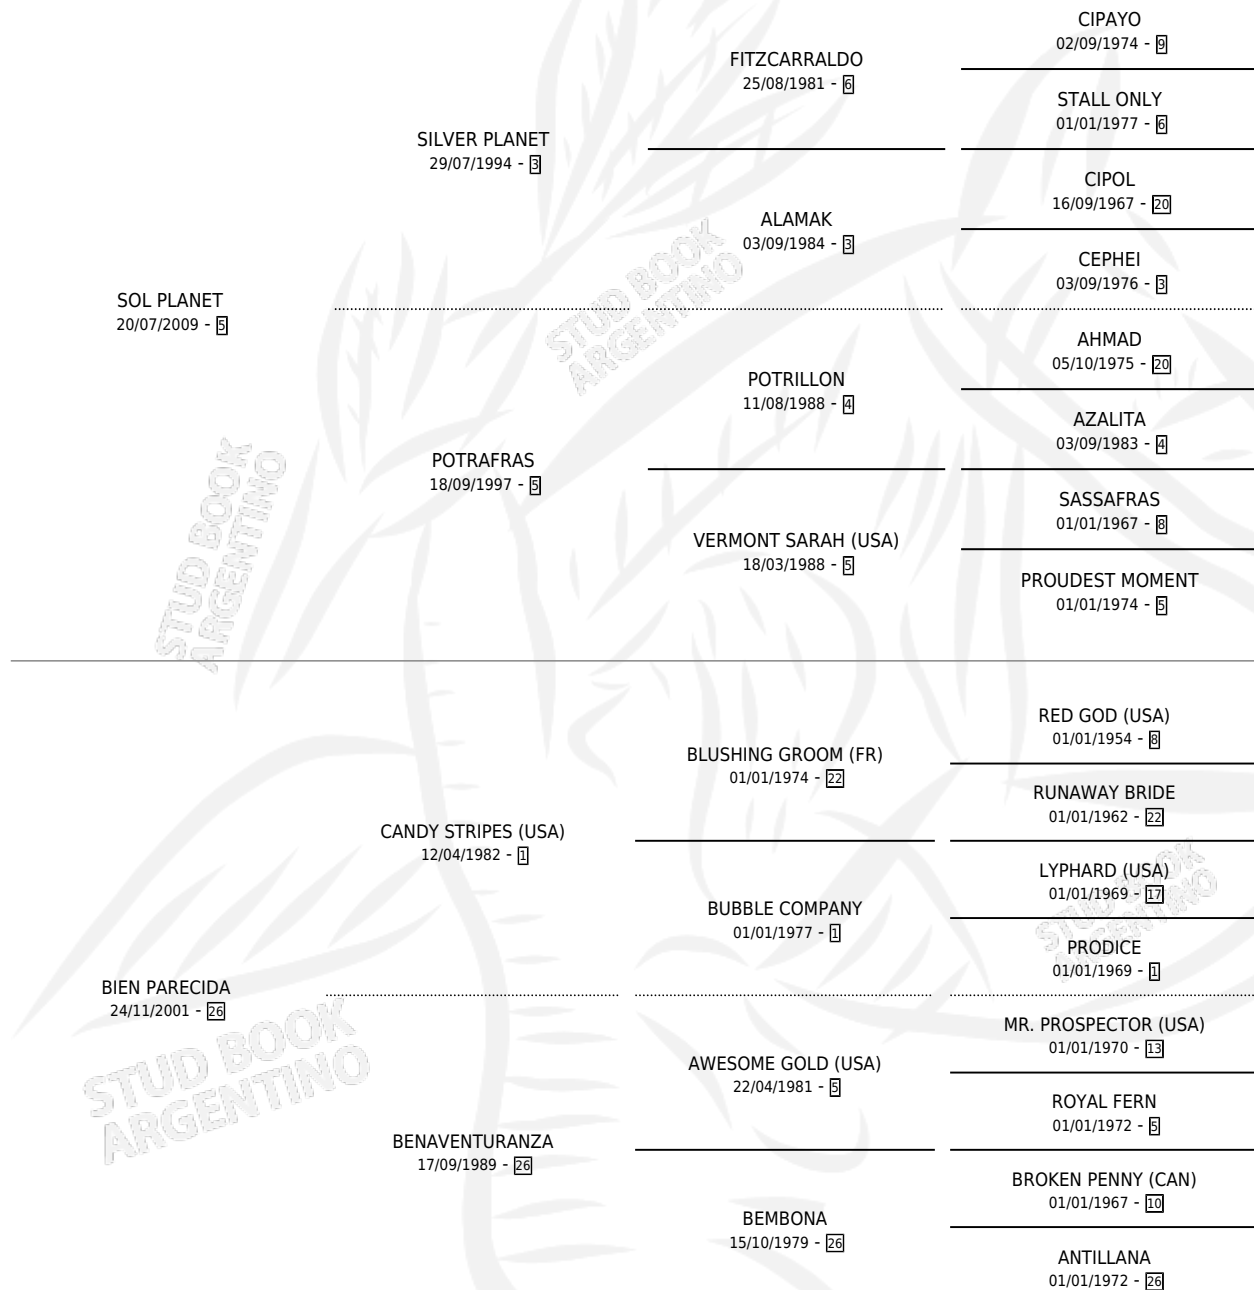 CIPAYO
02/09/1974 - 9
FITZCARRALDO
25/08/1981 - 6
STALL ONLY
01/01/1977 - 6
SILVER PLANET
29/07/1994 - 3
CIPOL
16/09/1967 - 20
ALAMAK
03/09/1984 - 3
CEPHEI
03/09/1976 - 3
SOL PLANET
20/07/2009 - 5
AHMAD
05/10/1975 - 20
POTRILLON
11/08/1988 - 4
AZALITA
03/09/1983 - 4
POTRAFRAS
18/09/1997 - 5
SASSAFRAS
01/01/1967 - 8
VERMONT SARAH (USA)
18/03/1988 - 5
PROUDEST MOMENT
01/01/1974 - 5
RED GOD (USA)
01/01/1954 - 8
BLUSHING GROOM (FR)
01/01/1974 - 22
RUNAWAY BRIDE
01/01/1962 - 22
CANDY STRIPES (USA)
12/04/1982 - 1
LYPHARD (USA)
01/01/1969 - 17
BUBBLE COMPANY
01/01/1977 - 1
PRODICE
01/01/1969 - 1
BIEN PARECIDA
24/11/2001 - 26
MR. PROSPECTOR (USA)
01/01/1970 - 13
AWESOME GOLD (USA)
22/04/1981 - 5
ROYAL FERN
01/01/1972 - 5
BENAVENTURANZA
17/09/1989 - 26
BROKEN PENNY (CAN)
01/01/1967 - 10
BEMBONA
15/10/1979 - 26
ANTILLANA
01/01/1972 - 26
STUD BOOK
ARGENTINO
STUD BOOK
ARGENTINO
STUD BOOK
ARGENTINO
STUD BOOK
ARGENTINO